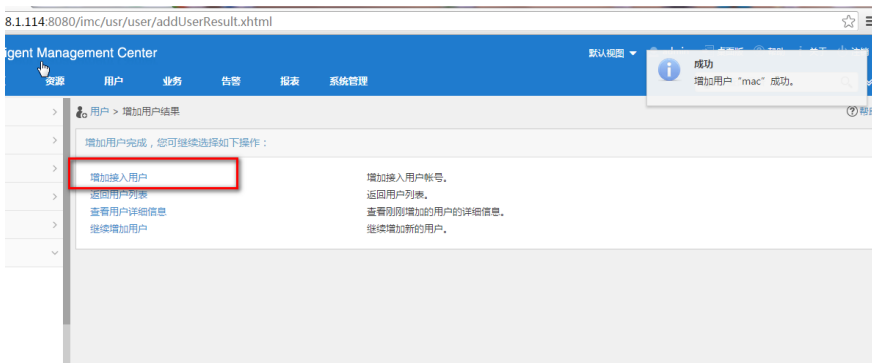 8.1.114:8080/imc/usr/user/addUserResult.xhtml
igent Management Center
默认视图
成功
增加用户 “mac” 成功。
资源 用户 业务 告警 报表 系统管理
用户 > 增加用户结果
增加用户完成，您可继续选择如下操作：
增加接入用户 增加接入用户帐号。
返回用户列表 返回用户列表。
查看用户详细信息 查看刚刚增加的用户的详细信息。
继续增加用户 继续增加新的用户。